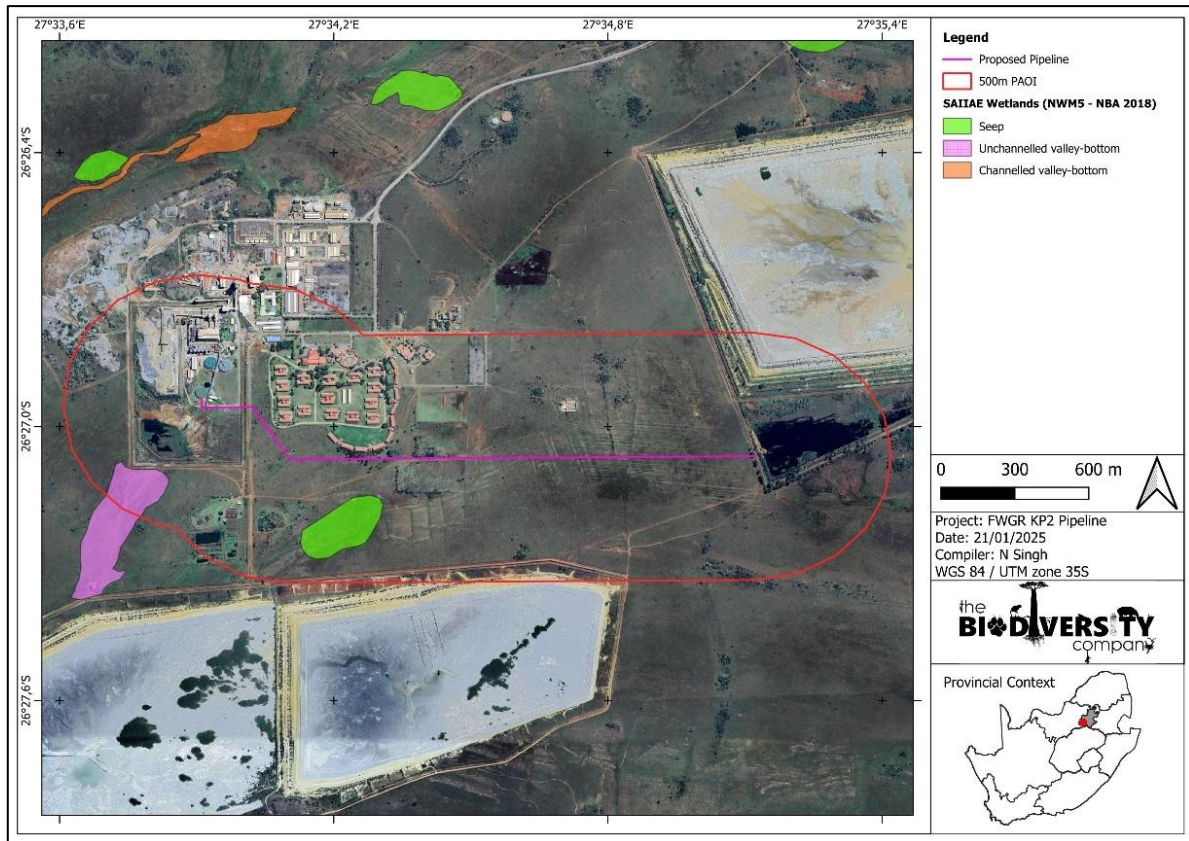 27°33,6'E
27°34,2'E
27°34,8'E
27°35,4'E
26°26,4'S
26°27,0'S
26°27,6'S
Legend
Proposed Pipeline
500m PAOI
SAIIAE Wetlands (NWM5 - NBA 2018)
Seep
Unchannelled valley-bottom
Channelled valley-bottom
0 300 600 m
Project: FWGR KP2 Pipeline
Date: 21/01/2025
Compiler: N Singh
WGS 84 / UTM zone 35S
the
BIODIVERSITY
company
Provincial Context